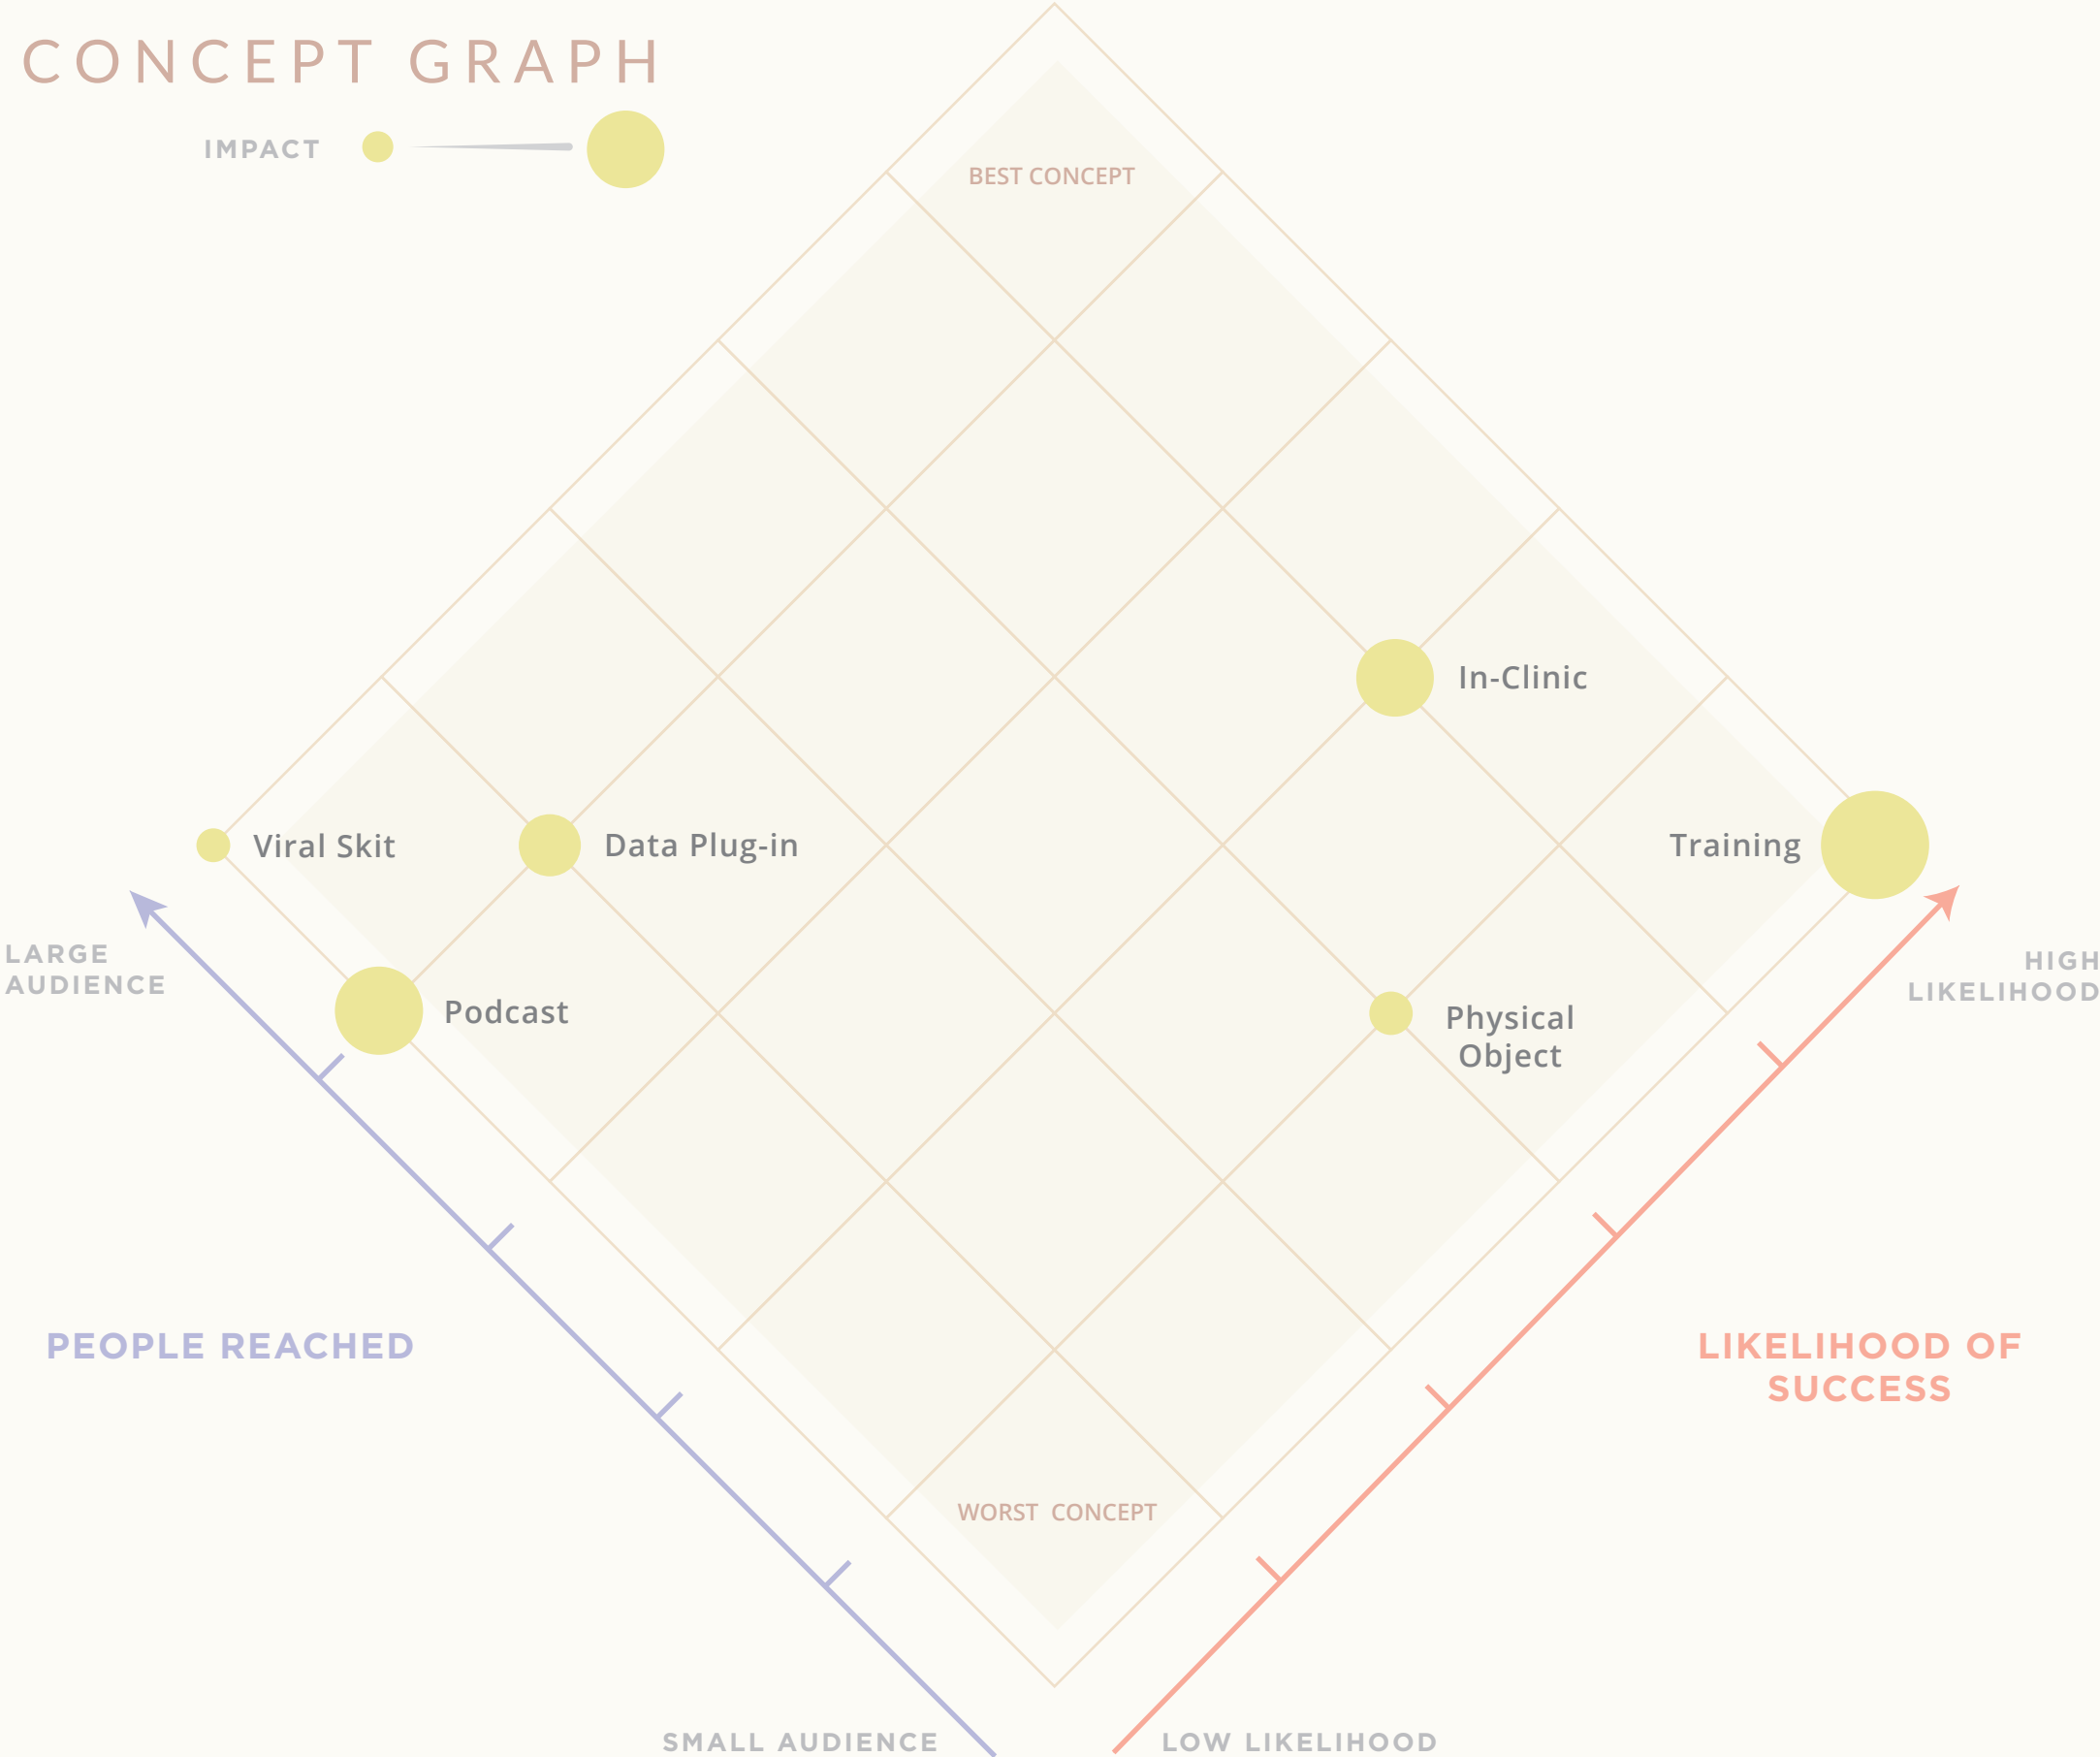 CONCEPT GRAPH
IMPACT
BEST CONCEPT
In-Clinic
Viral Skit
Data Plug-in
Training
LARGE
AUDIENCE
HIGH
LIKELIHOOD
Podcast
Physical
Object
PEOPLE REACHED
LIKELIHOOD OF
SUCCESS
WORST CONCEPT
SMALL AUDIENCE
LOW LIKELIHOOD